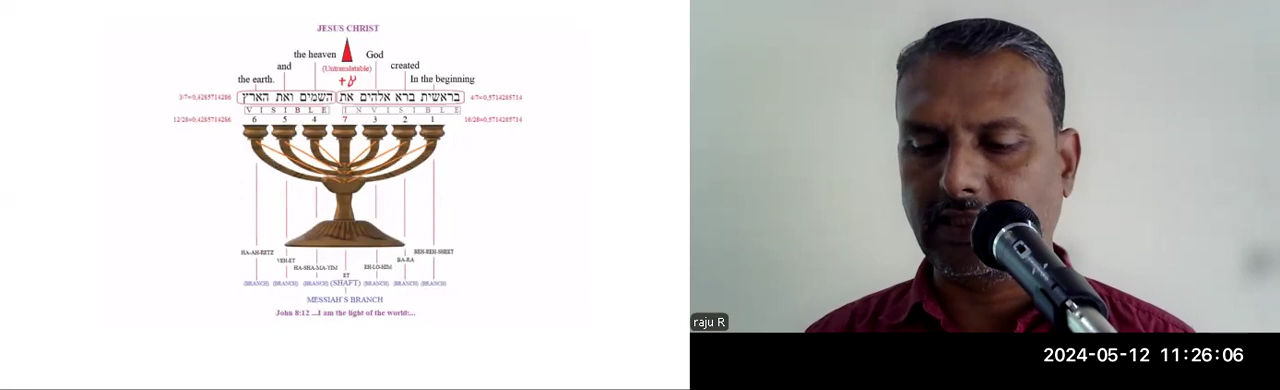 JESUS CHRIST
the heaven
God
and
(Untranslatable)
created
the earth.
In the beginning
3/7=0,4285714286
בראשית ברא אלהים את השמים ואת הארץ
4/7=0,5714285714
V I S I B L E
I N V I S I B L E
12/28=0,4285714286
6 5 4 7 3 2 1
16/28=0,5714285714
HA-AH-RETZ
BEH-REH-SHEET
VEH-ET
BA-RA
HA-SHA-MA-YIM
EH-LO-HIM
ET
(BRANCH) (BRANCH) (BRANCH) (SHAFT) (BRANCH) (BRANCH) (BRANCH)
MESSIAH'S BRANCH
John 8:12 ...I am the light of the world:...
raju R
2024-05-12 11:26:06